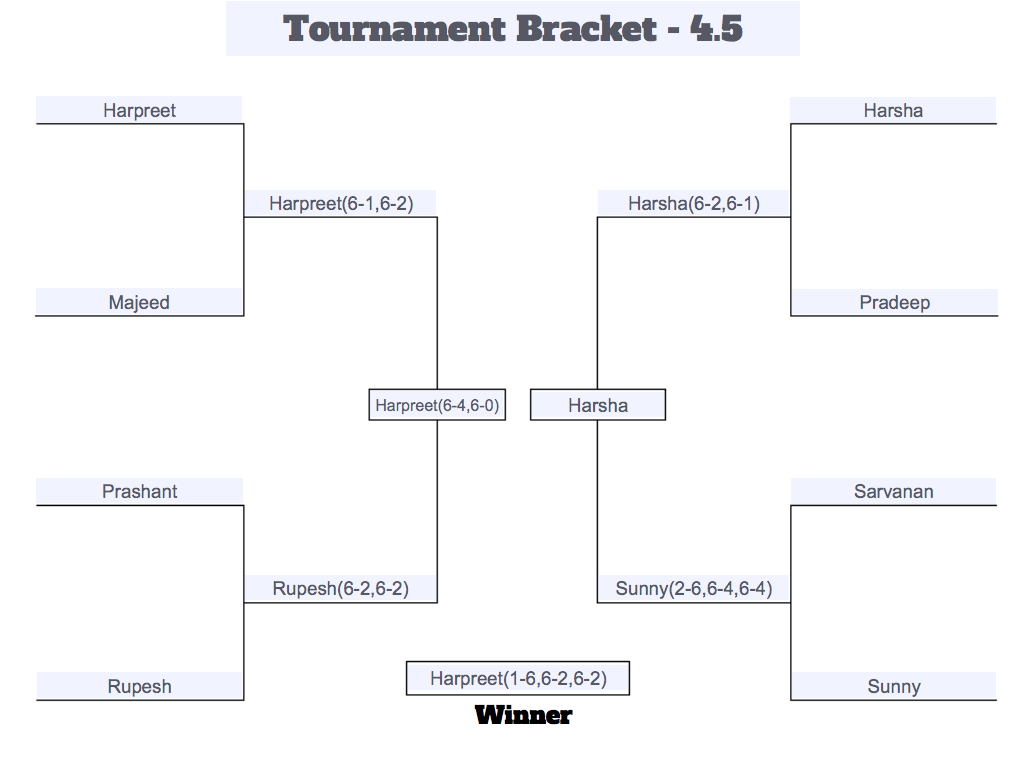 Tournament Bracket - 4.5
Harpreet
Harsha
Harpreet(6-1,6-2)
Harsha(6-2,6-1)
Majeed
Pradeep
Harpreet(6-4,6-0)
Harsha
Prashant
Sarvanan
Rupesh(6-2,6-2)
Sunny(2-6,6-4,6-4)
Harpreet(1-6,6-2,6-2)
Rupesh
Sunny
Winner